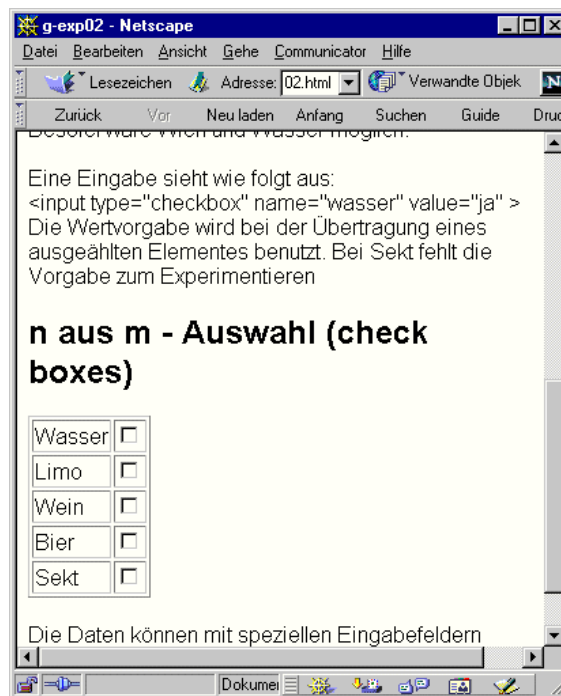 g-exp02 - Netscape
Datei Bearbeiten Ansicht Gehe Communicator Hilfe
Lesezeichen Adresse: 02.html Verwandte Objek N
Zurück Vor Neu laden Anfang Suchen Guide Druc
Eine Eingabe sieht wie folgt aus:
<input type="checkbox" name="wasser" value="ja" >
Die Wertvorgabe wird bei der Übertragung eines
ausgeählten Elementes benutzt. Bei Sekt fehlt die
Vorgabe zum Experimentieren
n aus m - Auswahl (check
boxes)
Wasser
Limo
Wein
Bier
Sekt
Die Daten können mit speziellen Eingabefeldern
Dokumei